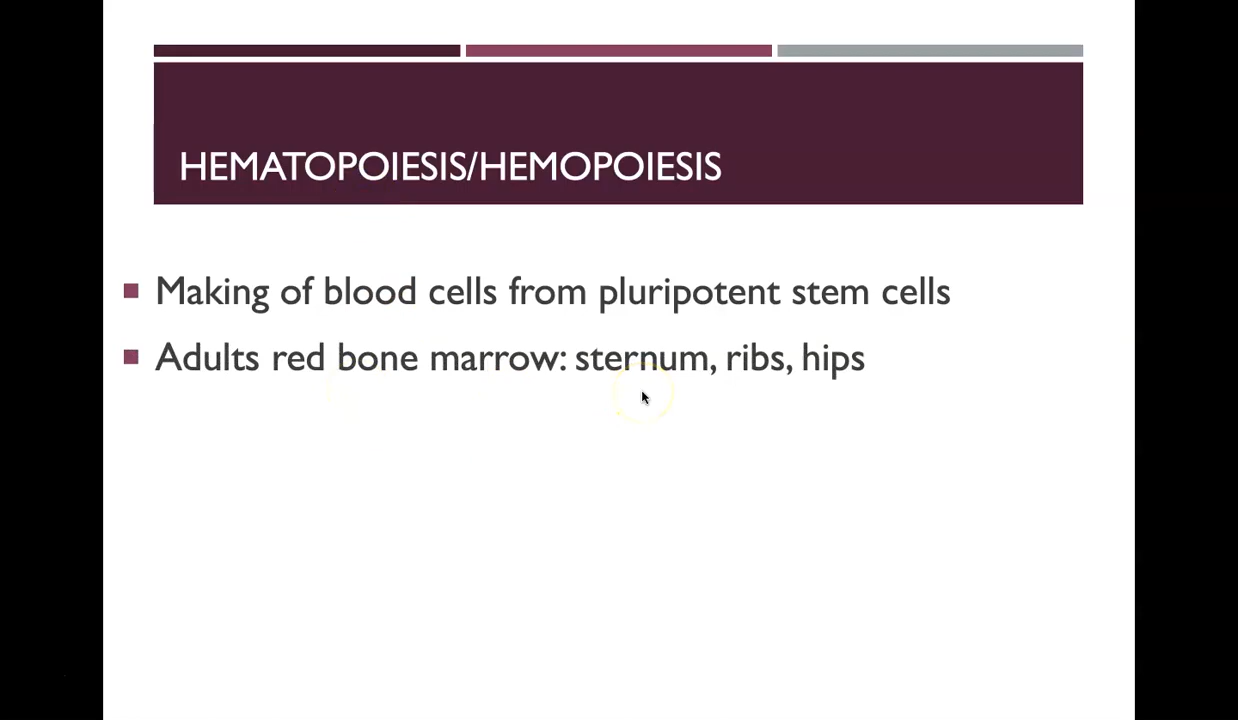 HEMATOPOIESIS/HEMOPOIESIS
Making of blood cells from pluripotent stem cells
Adults red bone marrow: sternum, ribs, hips